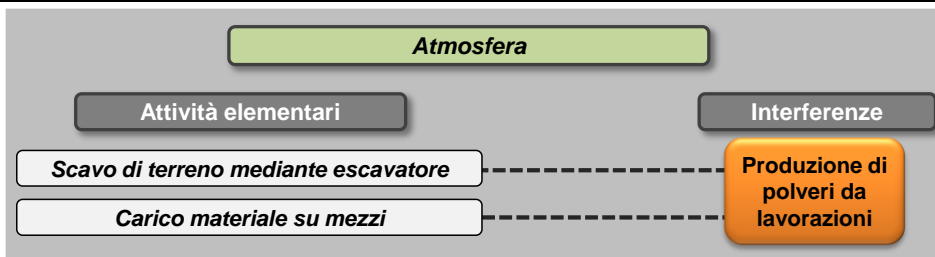 Atmosfera
Attività elementari
Interferenze
Scavo di terreno mediante escavatore
Carico materiale su mezzi
Produzione di
polveri da
lavorazioni